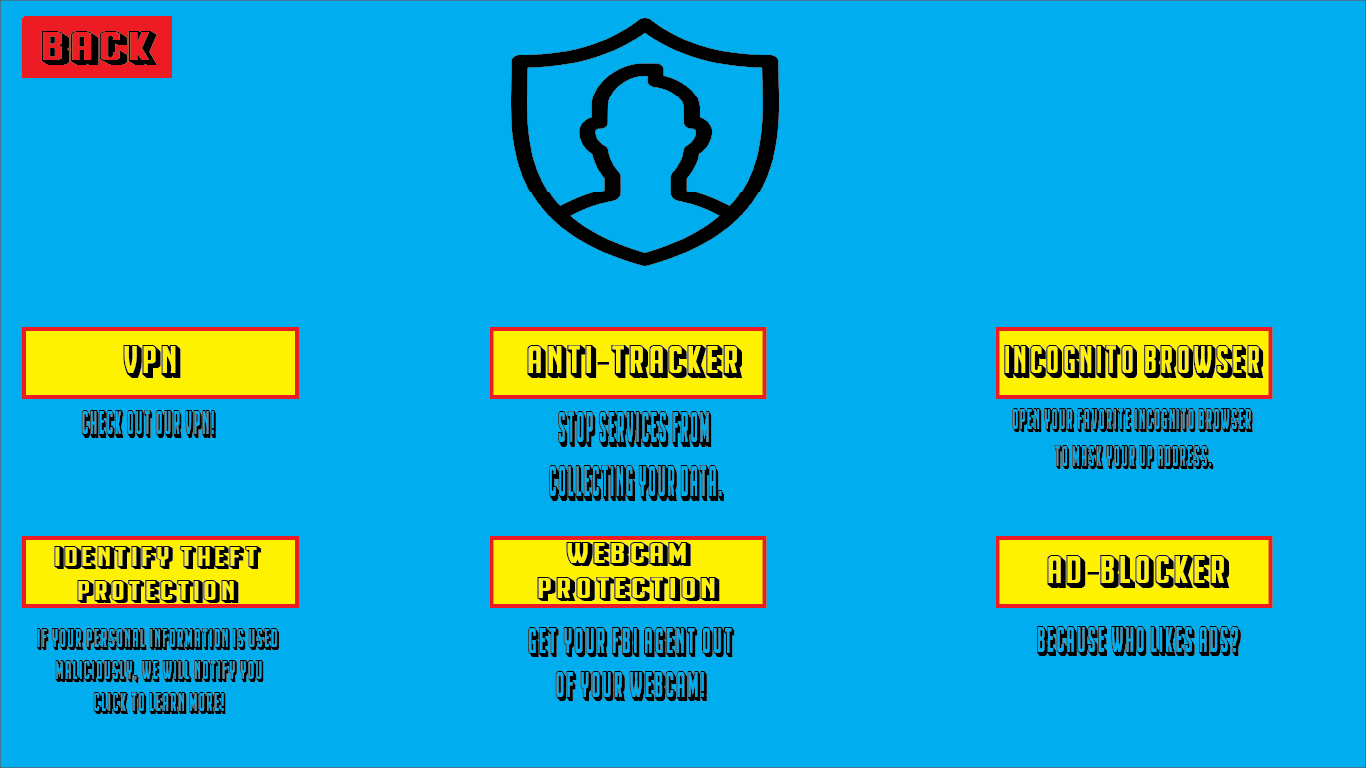 BACK
VPN
CHECK OUT OUR VPN!
ANTI-TRACKER
STOP SERVICES FROM
COLLECTING YOUR DATA.
INCOGNITO BROWSER
OPEN YOUR FAVORITE INCOGNITO BROWSER
TO MASK YOUR UP ADDRESS.
IDENTIFY THEFT
PROTECTION
IF YOUR PERSONAL INFORMATION IS USED
MALICIOUSLY, WE WILL NOTIFY YOU
CLICK TO LEARN MORE!
WEBCAM
PROTECTION
GET YOUR FBI AGENT OUT
OF YOUR WEBCAM!
AD-BLOCKER
BECAUSE WHO LIKES ADS?